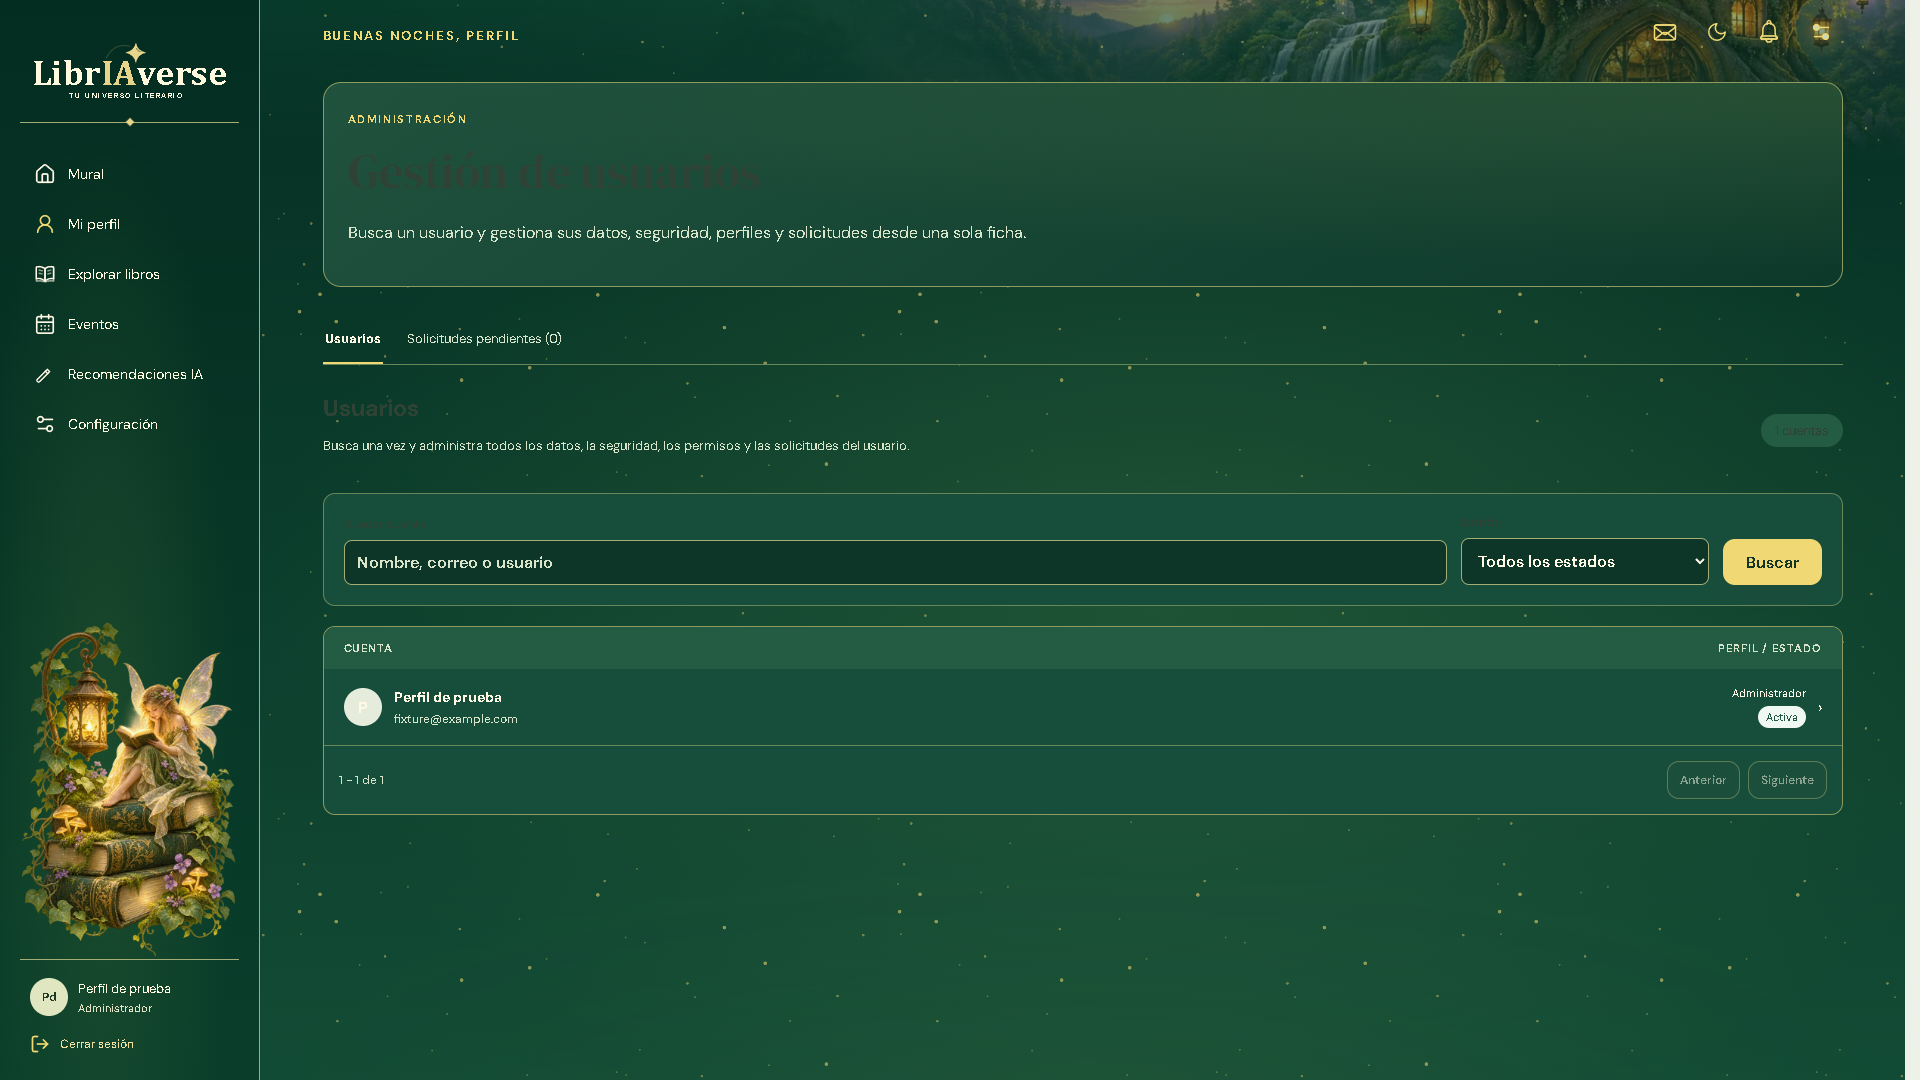 LibrIAverse
TU UNIVERSO LITERARIO
Mural
Mi perfil
Explorar libros
Eventos
Recomendaciones IA
Configuración
Perfil de prueba
Pd
Administrador
Cerrar sesión
BUENAS NOCHES, PERFIL
ADMINISTRACIÓN
Gestión de usuarios
Busca un usuario y gestiona sus datos, seguridad, perfiles y solicitudes desde una sola ficha.
Usuarios
Solicitudes pendientes (0)
Usuarios
1 cuentas
Busca una vez y administra todos los datos, la seguridad, los permisos y las solicitudes del usuario.
Nombre, correo o usuario
Todos los estados
Buscar
CUENTA
PERFIL / ESTADO
P
Perfil de prueba
fixture@example.com
Administrador
Activa
1–1 de 1
Anterior
Siguiente